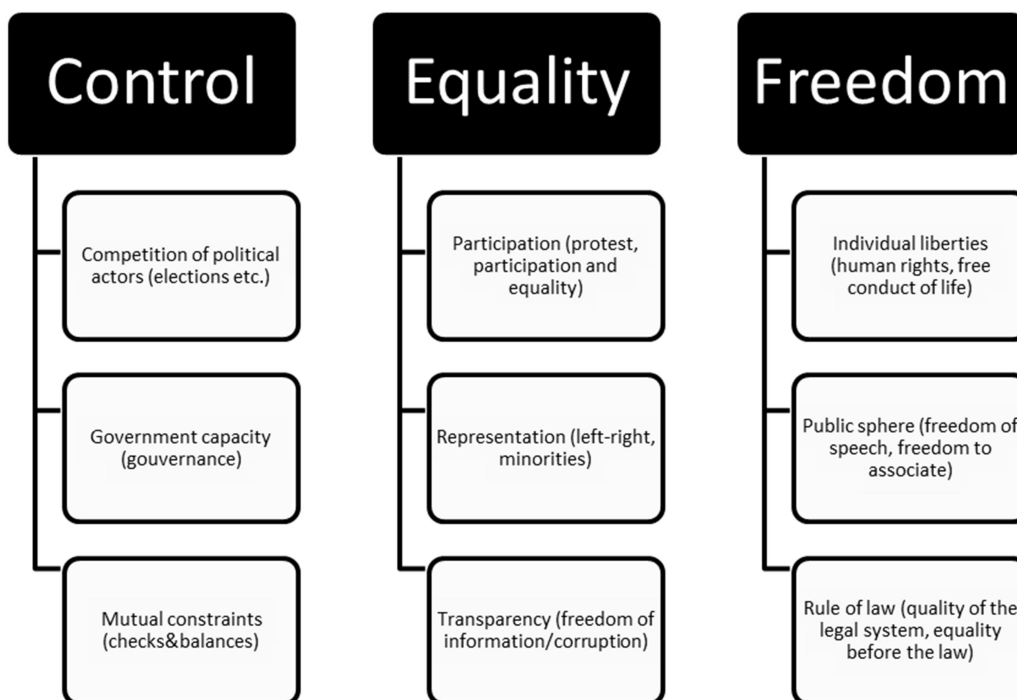 Control
Competition of political
actors (elections etc.)
Government capacity
(gouvernance)
Mutual constraints
(checks&balances)
Equality
Participation (protest,
participation and
equality)
Representation (left-right,
minorities)
Transparency (freedom of
information/corruption)
Freedom
Individual liberties
(human rights, free
conduct of life)
Public sphere (freedom of
speech, freedom to
associate)
Rule of law (quality of the
legal system, equality
before the law)